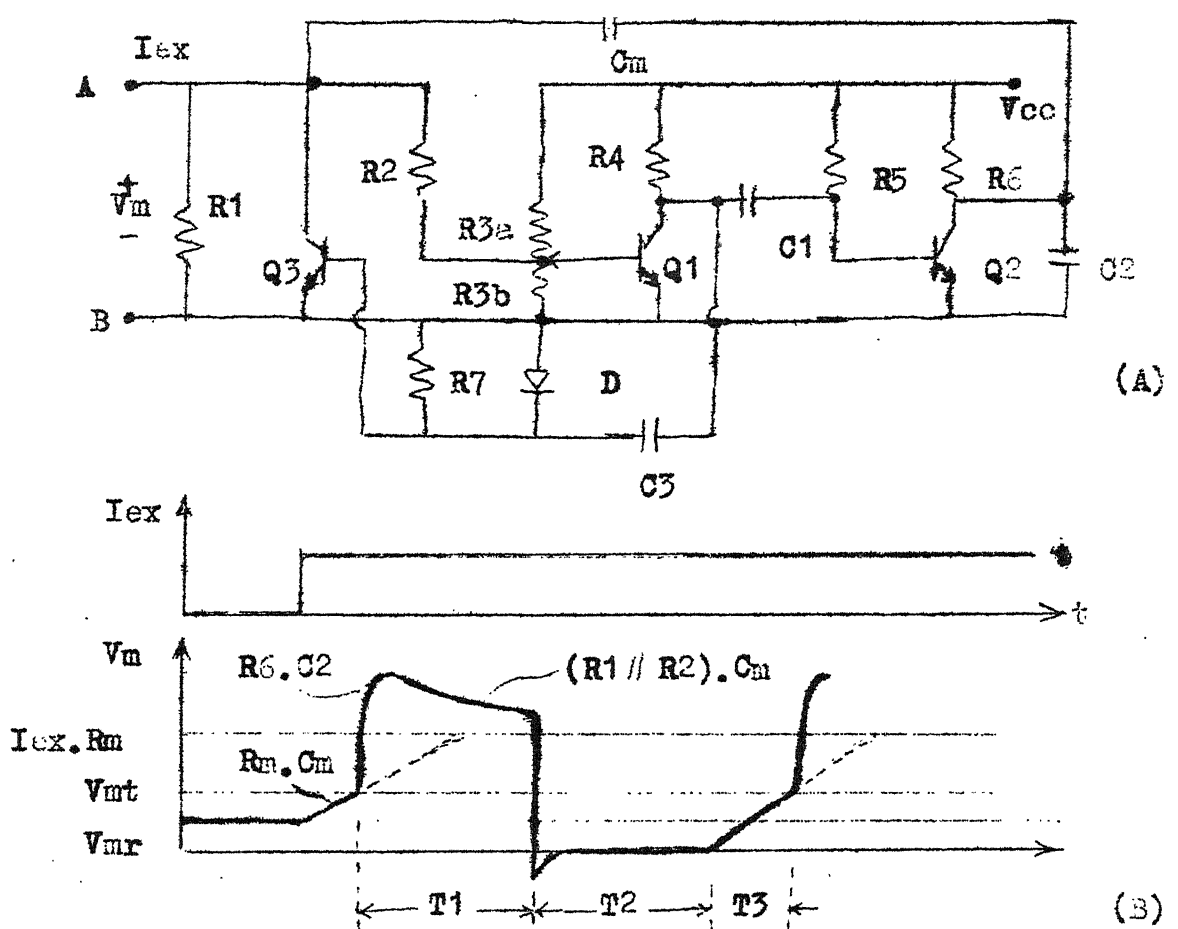 Iex
Cm
A
Vcc
R4
R2
R5
R6
+
Vm
-
R1
R3a
C1
Q3
Q1
Q2
C2
R3b
B
R7
D
(A)
C3
Iex
t
Vm
R6.C2
(R1 // R2).Cm
Iex.Rm
Rm.Cm
Vmt
Vmr
T1
T2
T3
(B)